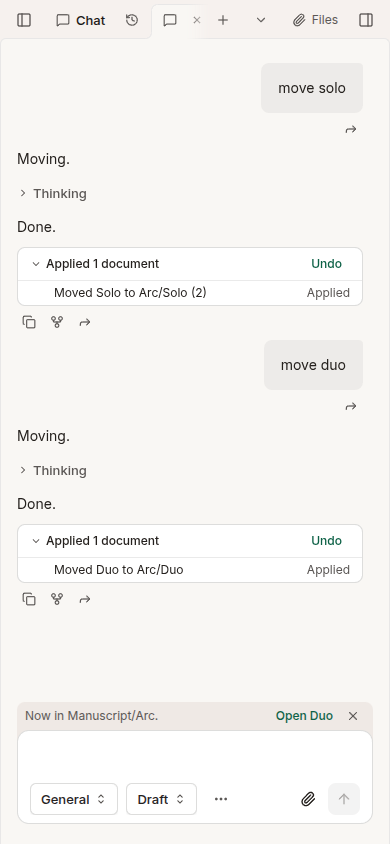 Chat
Files
move solo
Moving.
Thinking
Done.
Applied 1 document Undo
Moved Solo to Arc/Solo (2) Applied
move duo
Moving.
Thinking
Done.
Applied 1 document Undo
Moved Duo to Arc/Duo Applied
Now in Manuscript/Arc. Open Duo
General Draft